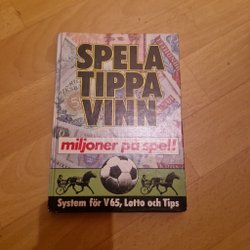 SPELA
TIPPA
VINN
miljoner på spel!
System för V65, Lotto och Tips